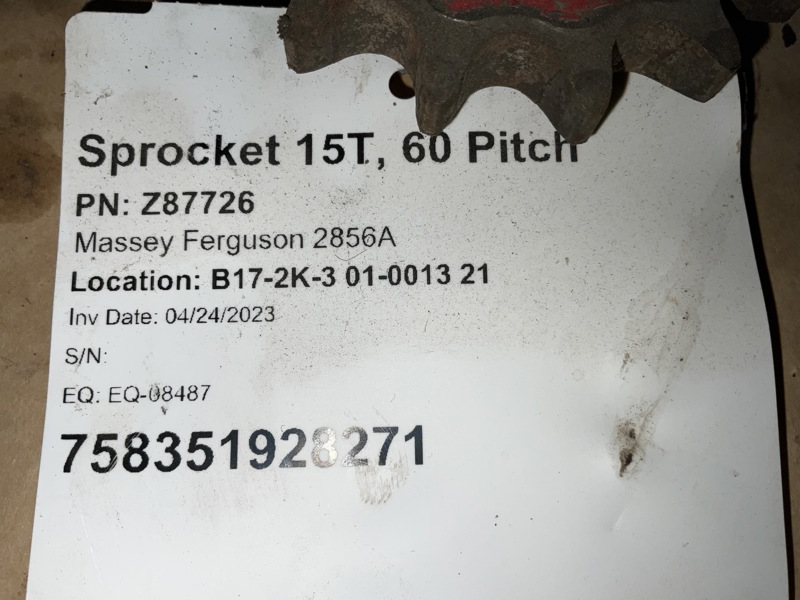 Sprocket 15T, 60 Pitch
PN: Z87726
Massey Ferguson 2856A
Location: B17-2K-3 01-0013 21
Inv Date: 04/24/2023
S/N:
EQ: EQ-08487
758351928271